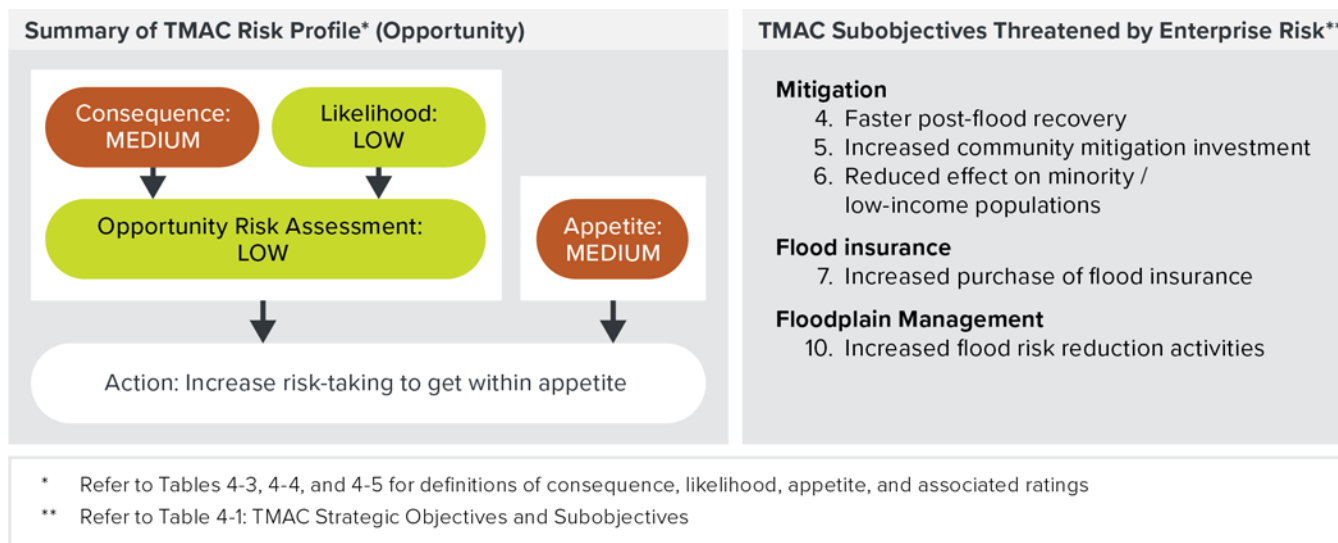 Summary of TMAC Risk Profile* (Opportunity)
Consequence:
MEDIUM
Likelihood:
LOW
Opportunity Risk Assessment:
LOW
Appetite:
MEDIUM
Action: Increase risk-taking to get within appetite
TMAC Subobjectives Threatened by Enterprise Risk**
Mitigation
4. Faster post-flood recovery
5. Increased community mitigation investment
6. Reduced effect on minority /
low-income populations
Flood insurance
7. Increased purchase of flood insurance
Floodplain Management
10. Increased flood risk reduction activities
* Refer to Tables 4-3, 4-4, and 4-5 for definitions of consequence, likelihood, appetite, and associated ratings
** Refer to Table 4-1: TMAC Strategic Objectives and Subobjectives